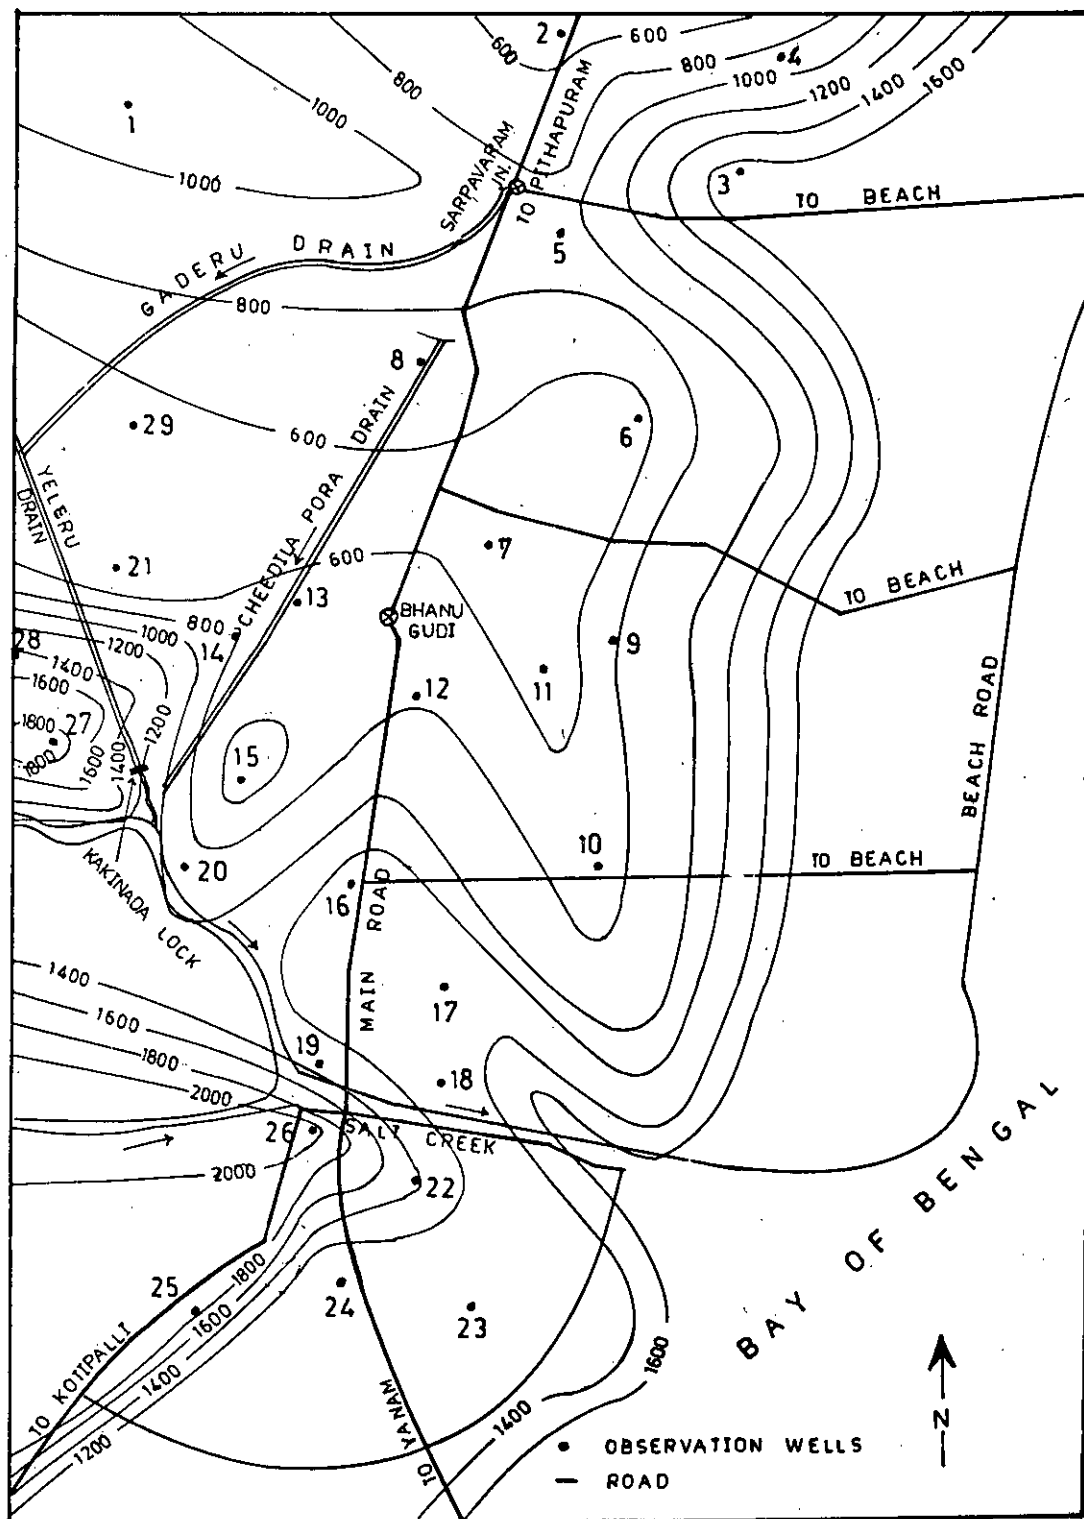 2
600
600
800
4
800
1000
1000
1200
1400
1600
1
1000
SARPAVARAM
JN.
TO PITHAPURAM
3
TO BEACH
5
GADERU DRAIN
800
8
29
600
6
YELERU
DRAIN
CHEEDILA PORA DRAIN
7
600
21
13
TO BEACH
800
BHANU
GUDI
28
1000
14
1200
9
1400
1600
12
11
1800
27
1800
1600
1400
1200
15
BEACH ROAD
KAKINADA LOCK
20
10
TO BEACH
16
MAIN ROAD
1400
1600
17
1800
19
2000
18
26
SALT CREEK
2000
22
BAY OF BENGAL
25
1800
24
23
1600
1400
1200
1600
1400
TO KOTIPALLI
TO YANAM
N
OBSERVATION WELLS
ROAD